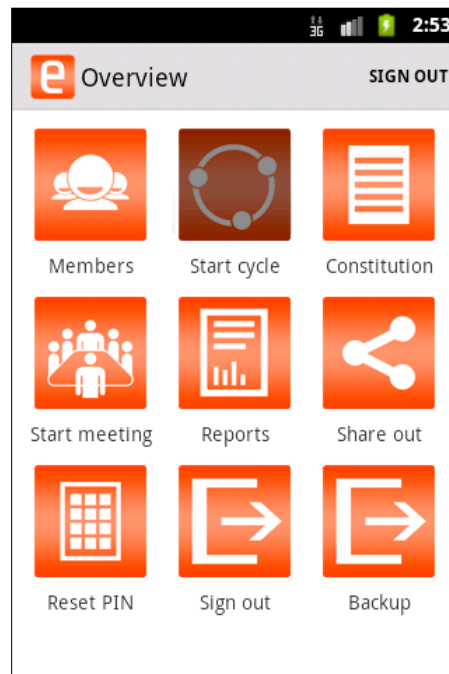 3G 2:53
e Overview SIGN OUT
Members Start cycle Constitution
Start meeting Reports Share out
Reset PIN Sign out Backup